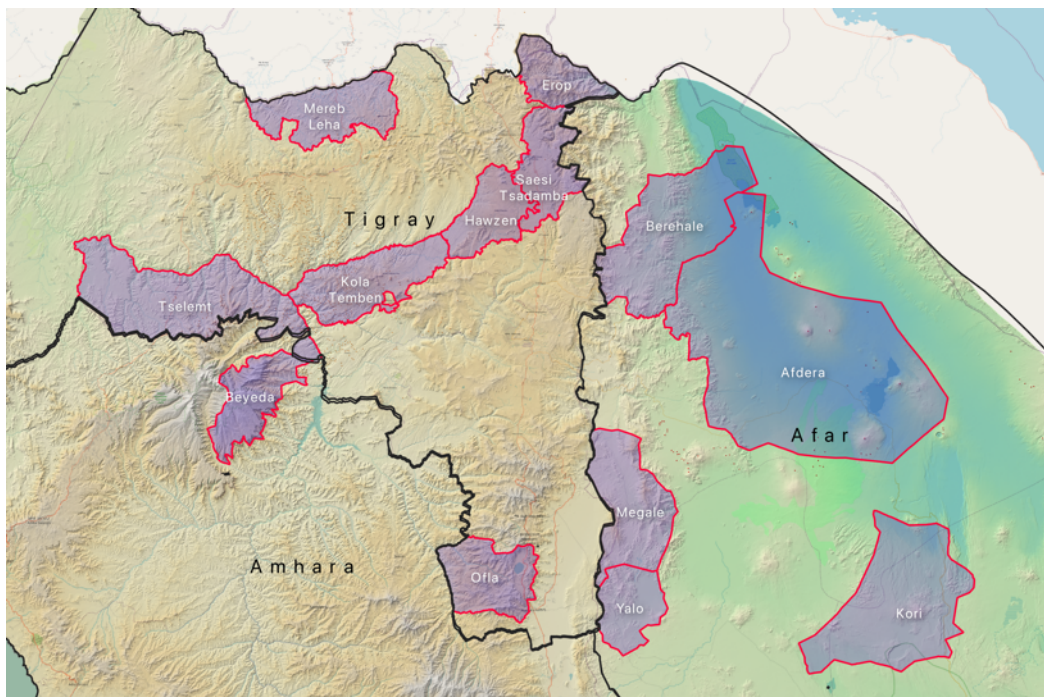 Erop
Mereb
Leha
Saesi
Tsadamba
Tigray
Hawzen
Berehale
Kola
Temben
Tselemt
Afdera
Beyeda
Afar
Megale
Amhara
Ofla
Yalo
Kori